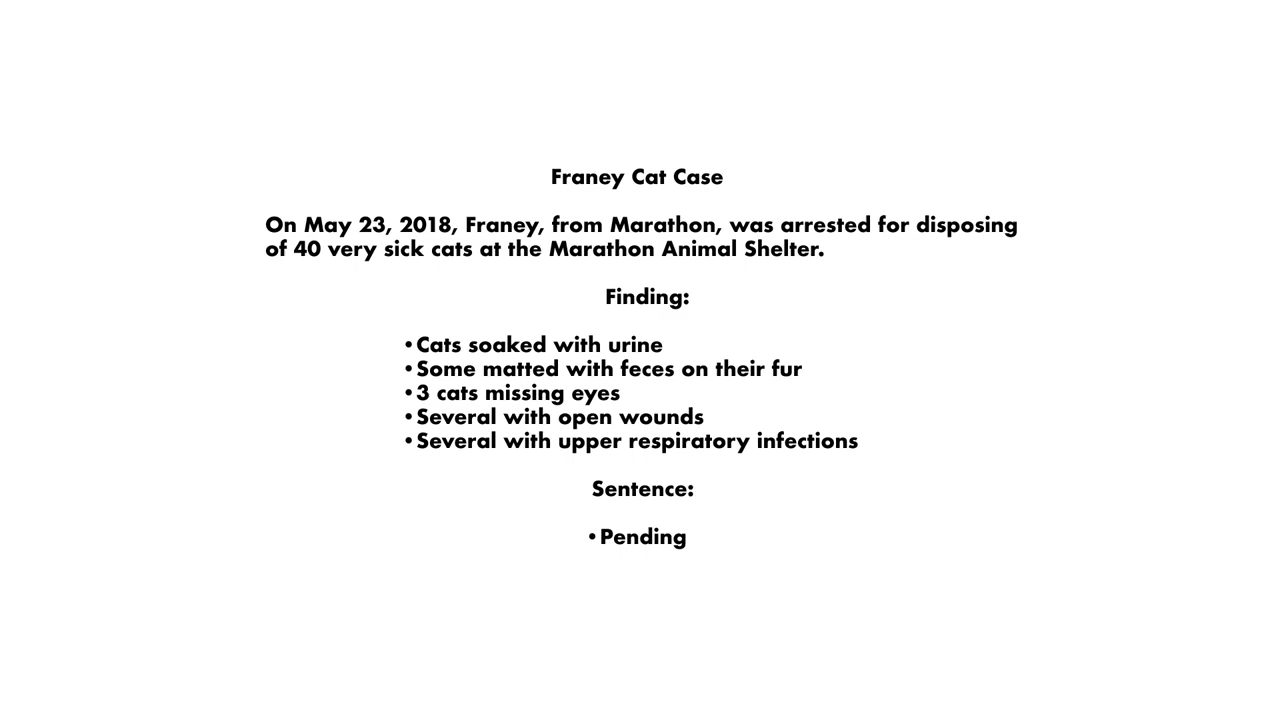 Franey Cat Case
On May 23, 2018, Franey, from Marathon, was arrested for disposing
of 40 very sick cats at the Marathon Animal Shelter.
Finding:
•Cats soaked with urine
•Some matted with feces on their fur
•3 cats missing eyes
•Several with open wounds
•Several with upper respiratory infections
Sentence:
•Pending